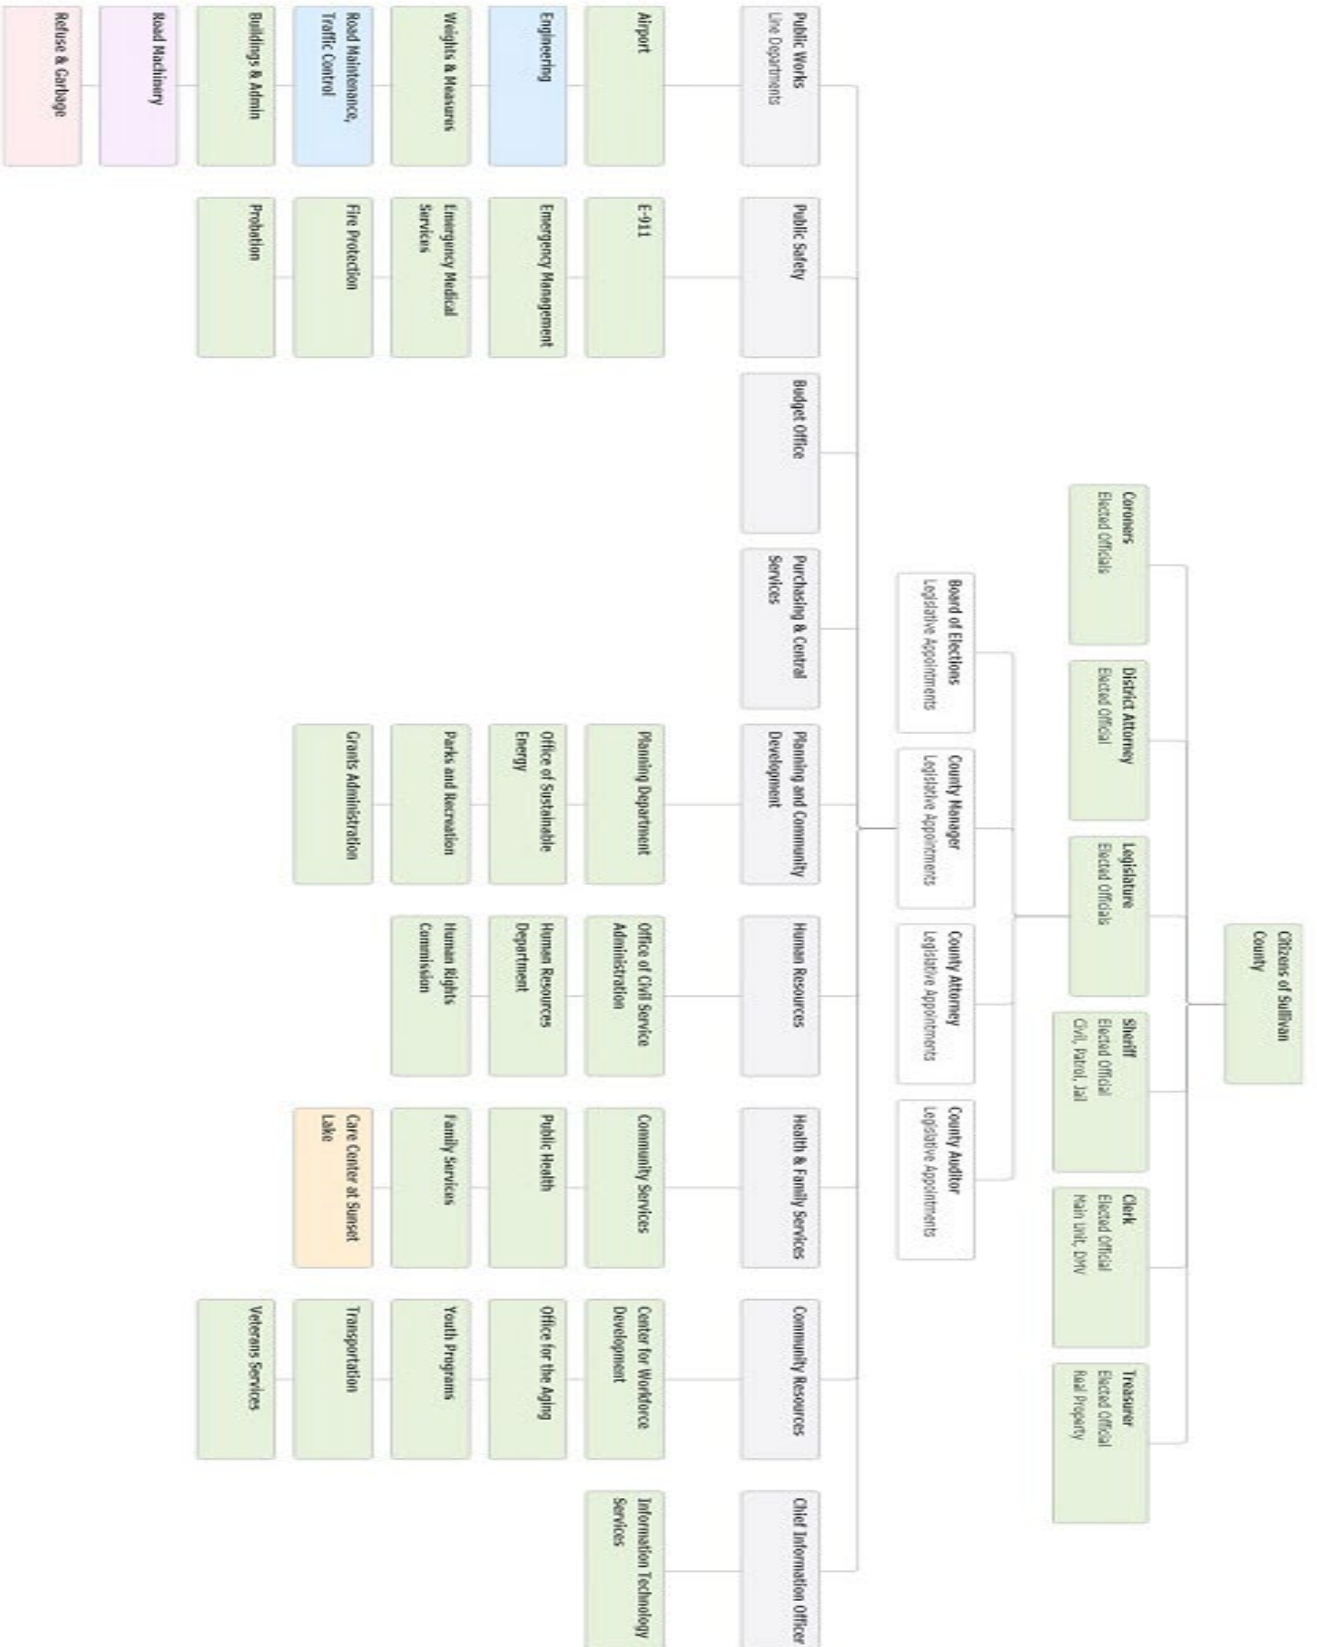 Citizens of Sullivan
County
Coroners
Elected Officials
District Attorney
Elected Official
Legislature
Elected Officials
Sheriff
Elected Official
Civil, Patrol, Jail
Clerk
Elected Official
Main Unit, DMV
Treasurer
Elected Official
Real Property
Board of Elections
Legislative Appointments
County Manager
Legislative Appointments
County Attorney
Legislative Appointments
County Auditor
Legislative Appointments
Public Works
Line Departments
Public Safety
Budget Office
Purchasing & Central
Services
Planning and Community
Development
Human Resources
Health & Family Services
Community Resources
Chief Information Officer
Airport
Engineering
Weights & Measures
Road Maintenance,
Traffic Control
Buildings & Admin
Road Machinery
Refuse & Garbage
E-911
Emergency Management
Emergency Medical
Services
Fire Protection
Probation
Planning Department
Office of Sustainable
Energy
Parks and Recreation
Grants Administration
Office of Civil Service
Administration
Human Resources
Department
Human Rights
Commission
Community Services
Public Health
Family Services
Care Center at Sunset
Lake
Center for Workforce
Development
Office for the Aging
Youth Programs
Transportation
Veterans Services
Information Technology
Services